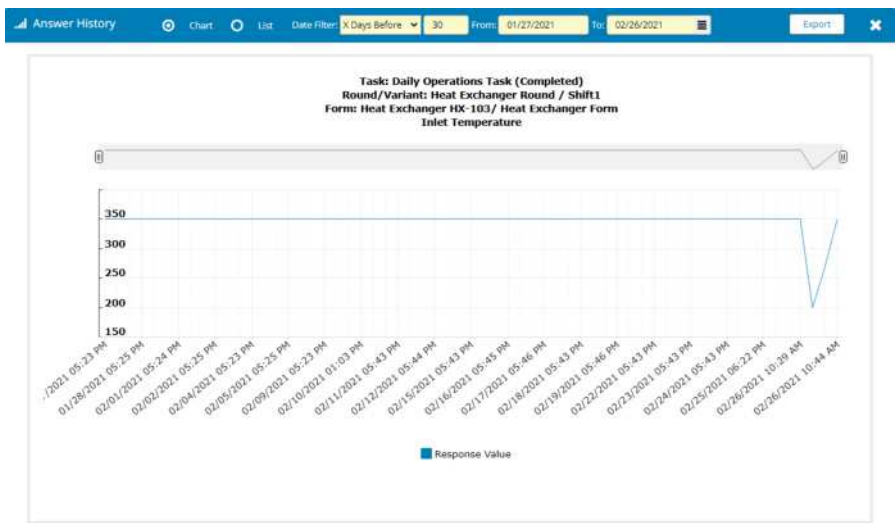 Answer History
Chart
List
Date Filter:
X Days Before
30
From:
01/27/2021
To:
02/26/2021
Export
Task: Daily Operations Task (Completed)
Round/Variant: Heat Exchanger Round / Shift1
Form: Heat Exchanger HX-103/ Heat Exchanger Form
Inlet Temperature
350
300
250
200
150
/2021 05:23 PM
01/28/2021 05:25 PM
02/01/2021 05:24 PM
02/02/2021 05:25 PM
02/04/2021 05:23 PM
02/05/2021 05:25 PM
02/09/2021 05:23 PM
02/10/2021 01:03 PM
02/11/2021 05:43 PM
02/12/2021 05:44 PM
02/15/2021 05:43 PM
02/16/2021 05:45 PM
02/17/2021 05:46 PM
02/18/2021 05:43 PM
02/19/2021 05:46 PM
02/22/2021 05:43 PM
02/23/2021 05:43 PM
02/24/2021 05:43 PM
02/25/2021 06:22 PM
02/26/2021 10:39 AM
02/26/2021 10:44 AM
Response Value